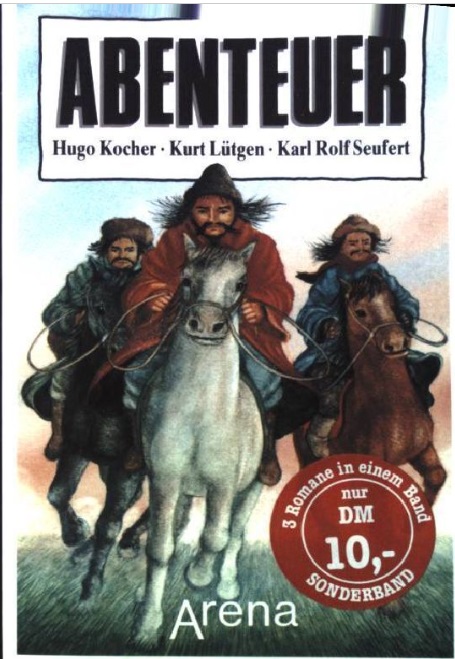 ABENTEUER
Hugo Kocher · Kurt Lütgen · Karl Rolf Seufert
3 Romane in einem Band
nur
DM
10,-
SONDERBAND
Arena